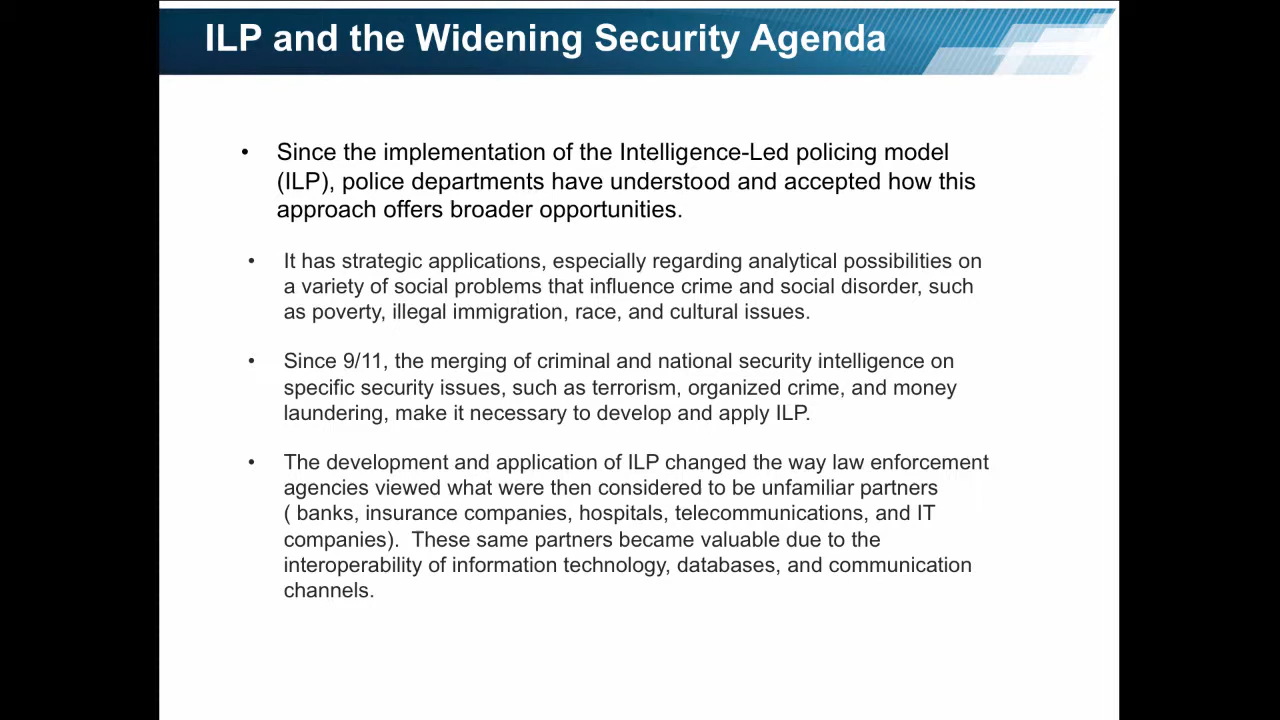 ILP and the Widening Security Agenda
• Since the implementation of the Intelligence-Led policing model
(ILP), police departments have understood and accepted how this
approach offers broader opportunities.
• It has strategic applications, especially regarding analytical possibilities on
a variety of social problems that influence crime and social disorder, such
as poverty, illegal immigration, race, and cultural issues.
• Since 9/11, the merging of criminal and national security intelligence on
specific security issues, such as terrorism, organized crime, and money
laundering, make it necessary to develop and apply ILP.
• The development and application of ILP changed the way law enforcement
agencies viewed what were then considered to be unfamiliar partners
( banks, insurance companies, hospitals, telecommunications, and IT
companies).  These same partners became valuable due to the
interoperability of information technology, databases, and communication
channels.